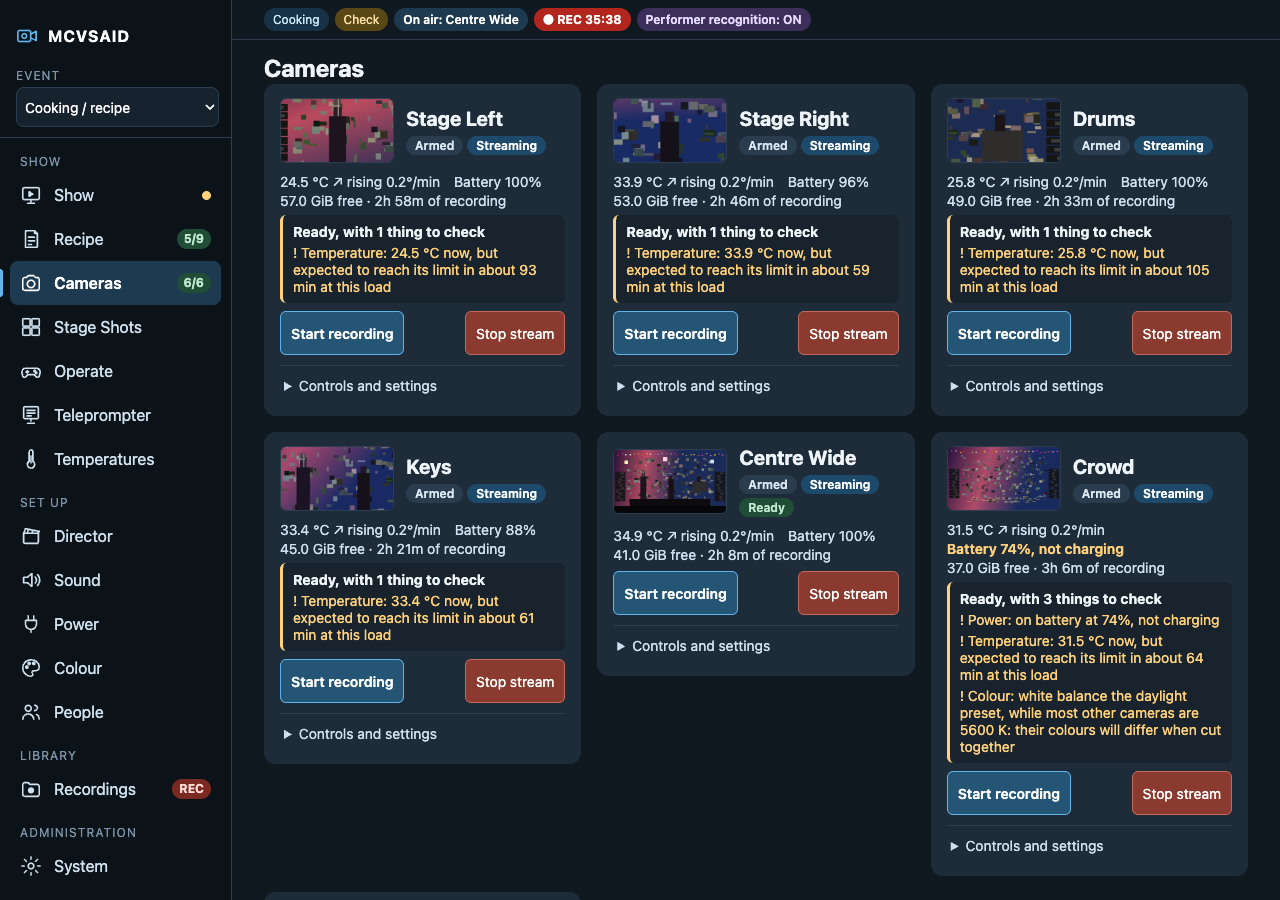 MCVSAID
EVENT
Cooking / recipe
SHOW
Show
Recipe 5/9
Cameras 6/6
Stage Shots
Operate
Teleprompter
Temperatures
SET UP
Director
Sound
Power
Colour
People
LIBRARY
Recordings REC
ADMINISTRATION
System
Cooking Check On air: Centre Wide REC 35:38 Performer recognition: ON
Cameras
Stage Left
Armed Streaming
24.5 °C ↗ rising 0.2°/min Battery 100%
57.0 GiB free · 2h 58m of recording
Ready, with 1 thing to check
! Temperature: 24.5 °C now, but
expected to reach its limit in about 93
min at this load
Start recording Stop stream
Controls and settings
Stage Right
Armed Streaming
33.9 °C ↗ rising 0.2°/min Battery 96%
53.0 GiB free · 2h 46m of recording
Ready, with 1 thing to check
! Temperature: 33.9 °C now, but
expected to reach its limit in about 59
min at this load
Start recording Stop stream
Controls and settings
Drums
Armed Streaming
25.8 °C ↗ rising 0.2°/min Battery 100%
49.0 GiB free · 2h 33m of recording
Ready, with 1 thing to check
! Temperature: 25.8 °C now, but
expected to reach its limit in about 105
min at this load
Start recording Stop stream
Controls and settings
Keys
Armed Streaming
33.4 °C ↗ rising 0.2°/min Battery 88%
45.0 GiB free · 2h 21m of recording
Ready, with 1 thing to check
! Temperature: 33.4 °C now, but
expected to reach its limit in about 61
min at this load
Start recording Stop stream
Controls and settings
Centre Wide
Armed Streaming
Ready
34.9 °C ↗ rising 0.2°/min Battery 100%
41.0 GiB free · 2h 8m of recording
Start recording Stop stream
Controls and settings
Crowd
Armed Streaming
31.5 °C ↗ rising 0.2°/min
Battery 74%, not charging
37.0 GiB free · 3h 6m of recording
Ready, with 3 things to check
! Power: on battery at 74%, not charging
! Temperature: 31.5 °C now, but
expected to reach its limit in about 64
min at this load
! Colour: white balance the daylight
preset, while most other cameras are
5600 K: their colours will differ when cut
together
Start recording Stop stream
Controls and settings